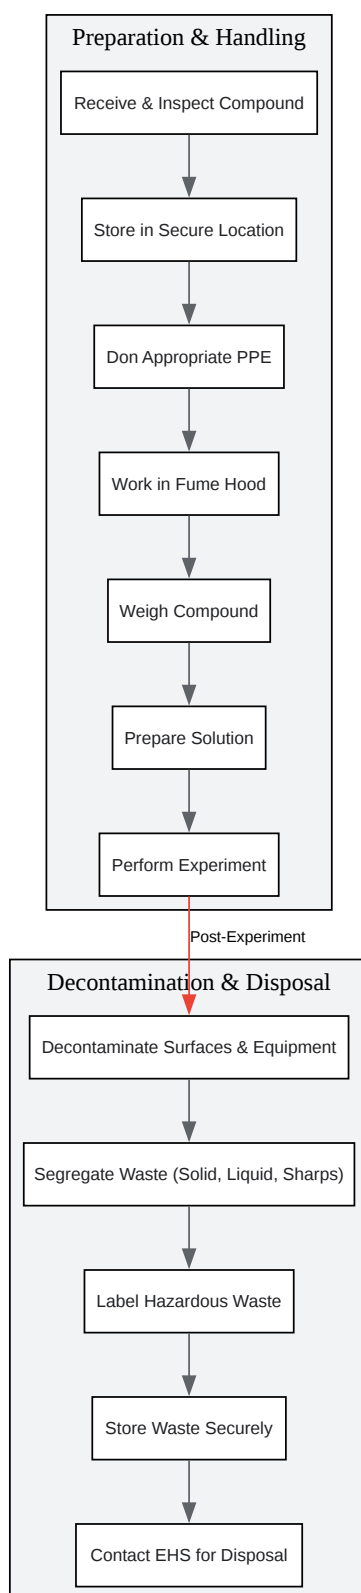 Preparation & Handling
Receive & Inspect Compound
Store in Secure Location
Don Appropriate PPE
Work in Fume Hood
Weigh Compound
Prepare Solution
Perform Experiment
Post-Experiment
Decontamination & Disposal
Decontaminate Surfaces & Equipment
Segregate Waste (Solid, Liquid, Sharps)
Label Hazardous Waste
Store Waste Securely
Contact EHS for Disposal